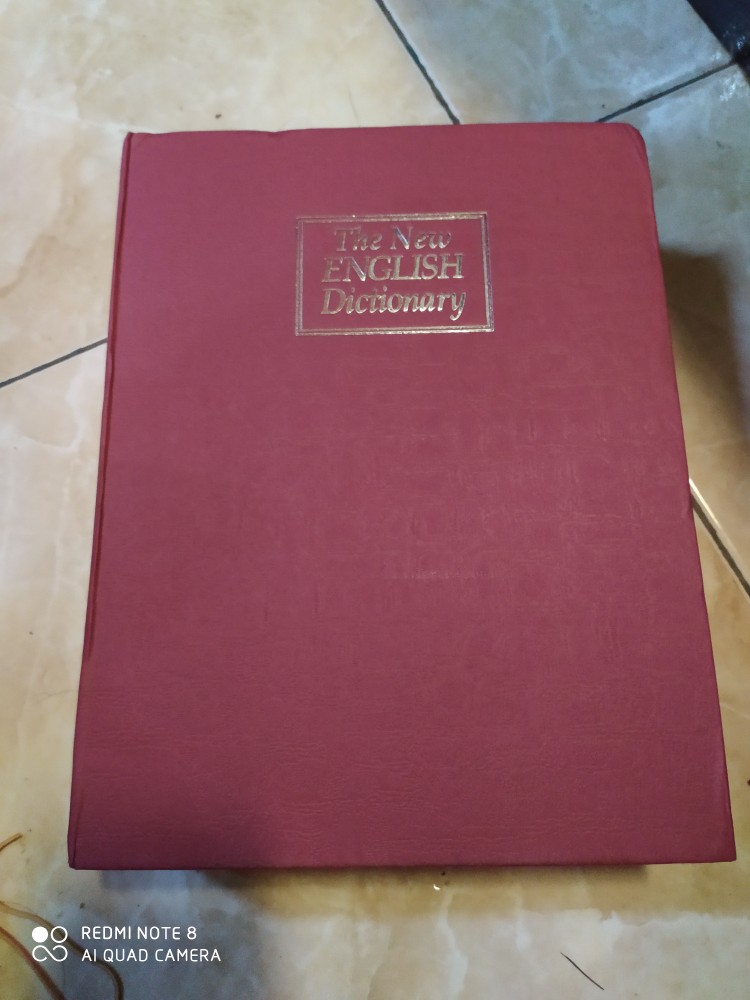 The New
ENGLISH
Dictionary
REDMI NOTE 8
AI QUAD CAMERA